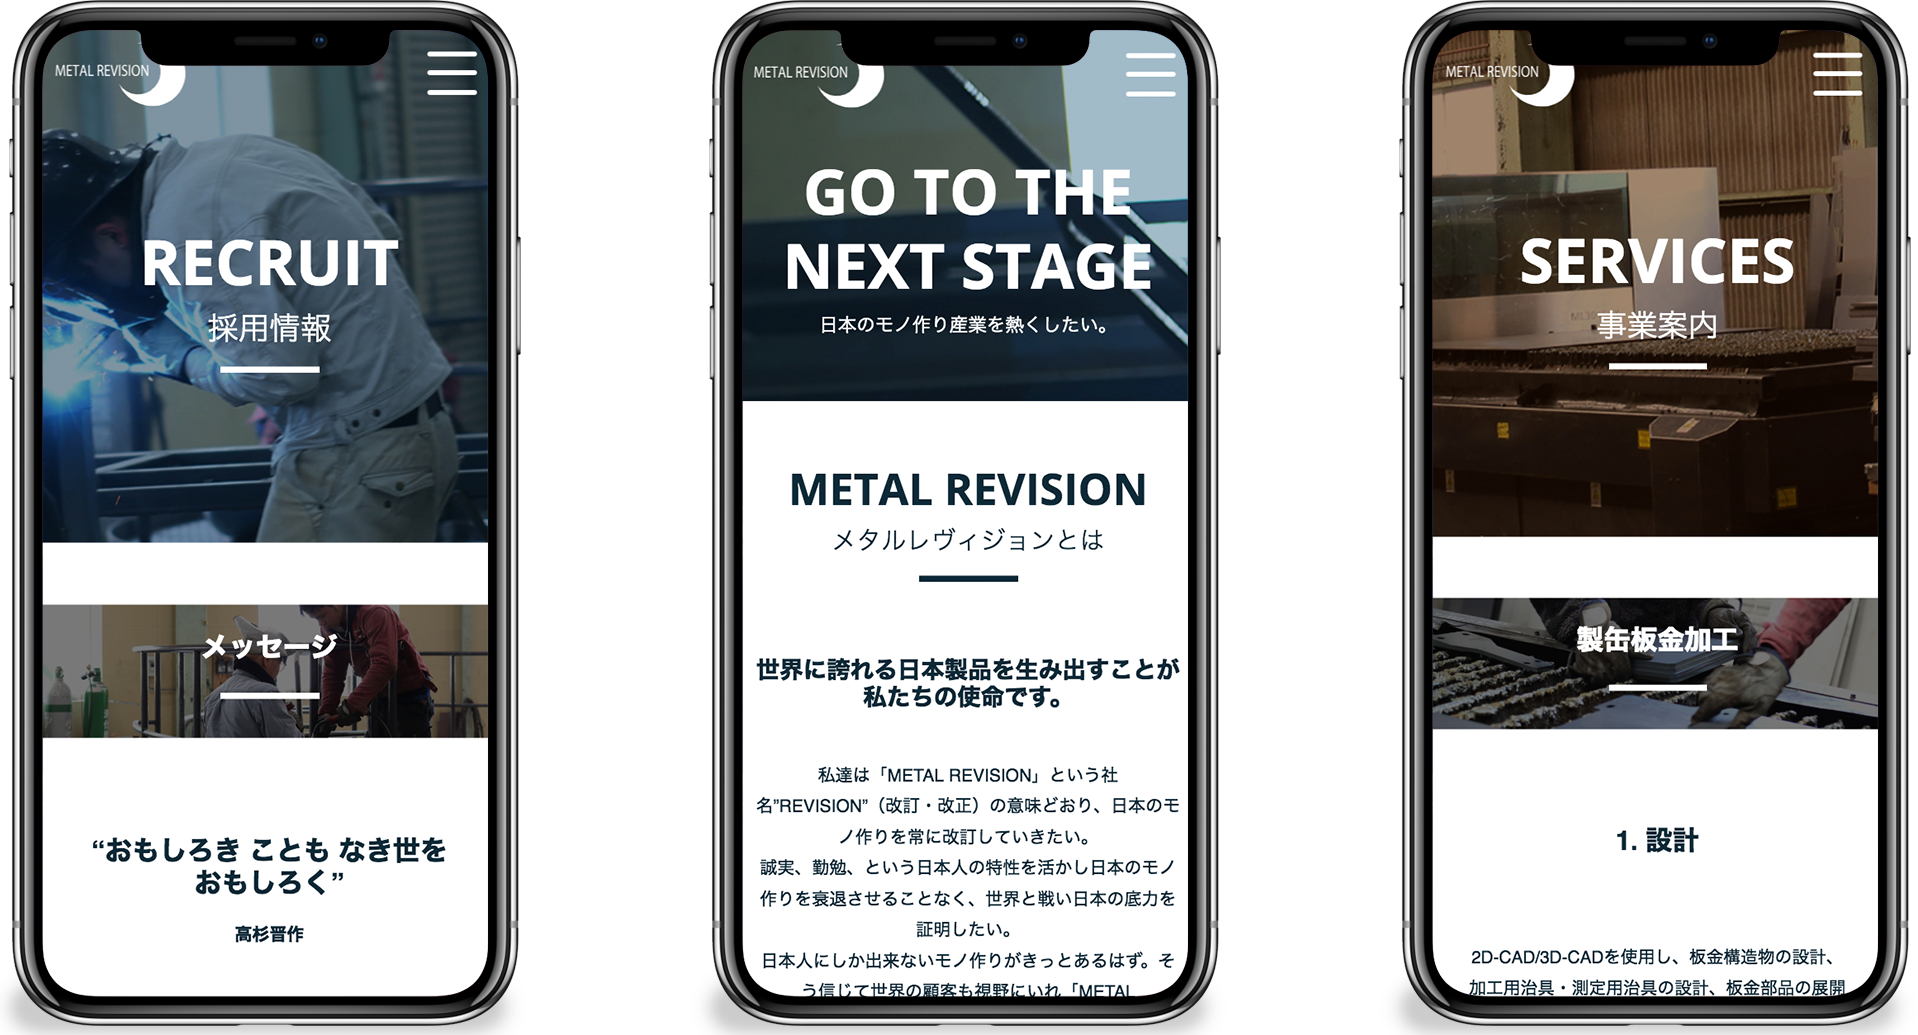 METAL REVISION
RECRUIT
採用情報
メッセージ
“おもしろき ことも なき世を
おもしろく”
高杉晋作
METAL REVISION
GO TO THE
NEXT STAGE
日本のモノ作り産業を熱くしたい。
METAL REVISION
メタルレヴィジョンとは
世界に誇れる日本製品を生み出すことが
私たちの使命です。
私達は「METAL REVISION」という社
名”REVISION”（改訂・改正）の意味どおり、日本のモ
ノ作りを常に改訂していきたい。
誠実、勤勉、という日本人の特性を活かし日本のモノ
作りを衰退させることなく、世界と戦い日本の底力を
証明したい。
日本人にしか出来ないモノ作りがきっとあるはず。そ
う信じて世界の顧客も視野にいれ「METAL
METAL REVISION
SERVICES
事業案内
製缶板金加工
1. 設計
2D-CAD/3D-CADを使用し、板金構造物の設計、
加工用治具・測定用治具の設計、板金部品の展開